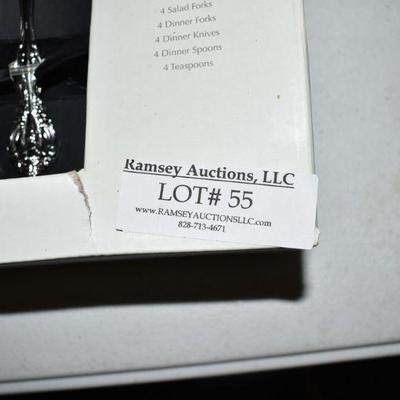 4 Salad Forks
4 Dinner Forks
4 Dinner Knives
4 Dinner Spoons
4 Teaspoons
Ramsey Auctions, LLC
LOT# 55
www.RAMSEYAUCTIONSLLC.com
828-713-4671